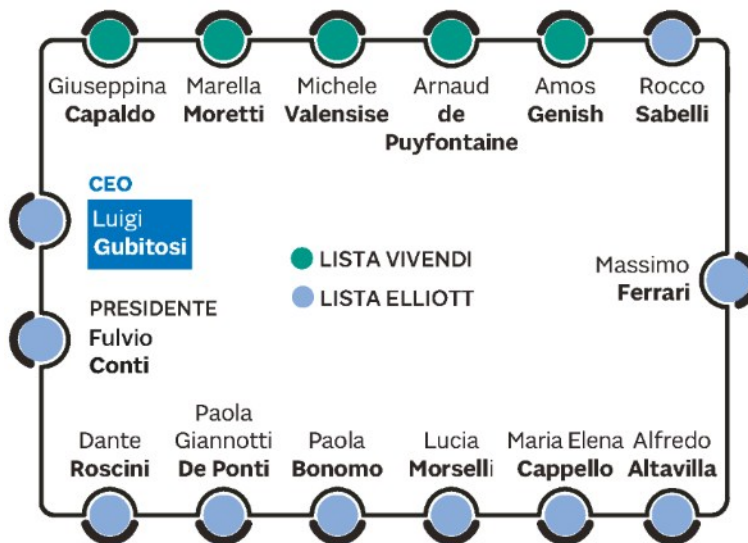 Giuseppina
Capaldo
Marella
Moretti
Michele
Valensise
Arnaud
de
Puyfontaine
Amos
Genish
Rocco
Sabelli
CEO
Luigi
Gubitosi
LISTA VIVENDI
LISTA ELLIOTT
Massimo
Ferrari
PRESIDENTE
Fulvio
Conti
Dante
Roscini
Paola
Giannotti
De Ponti
Paola
Bonomo
Lucia
Morselli
Maria Elena
Cappello
Alfredo
Altavilla